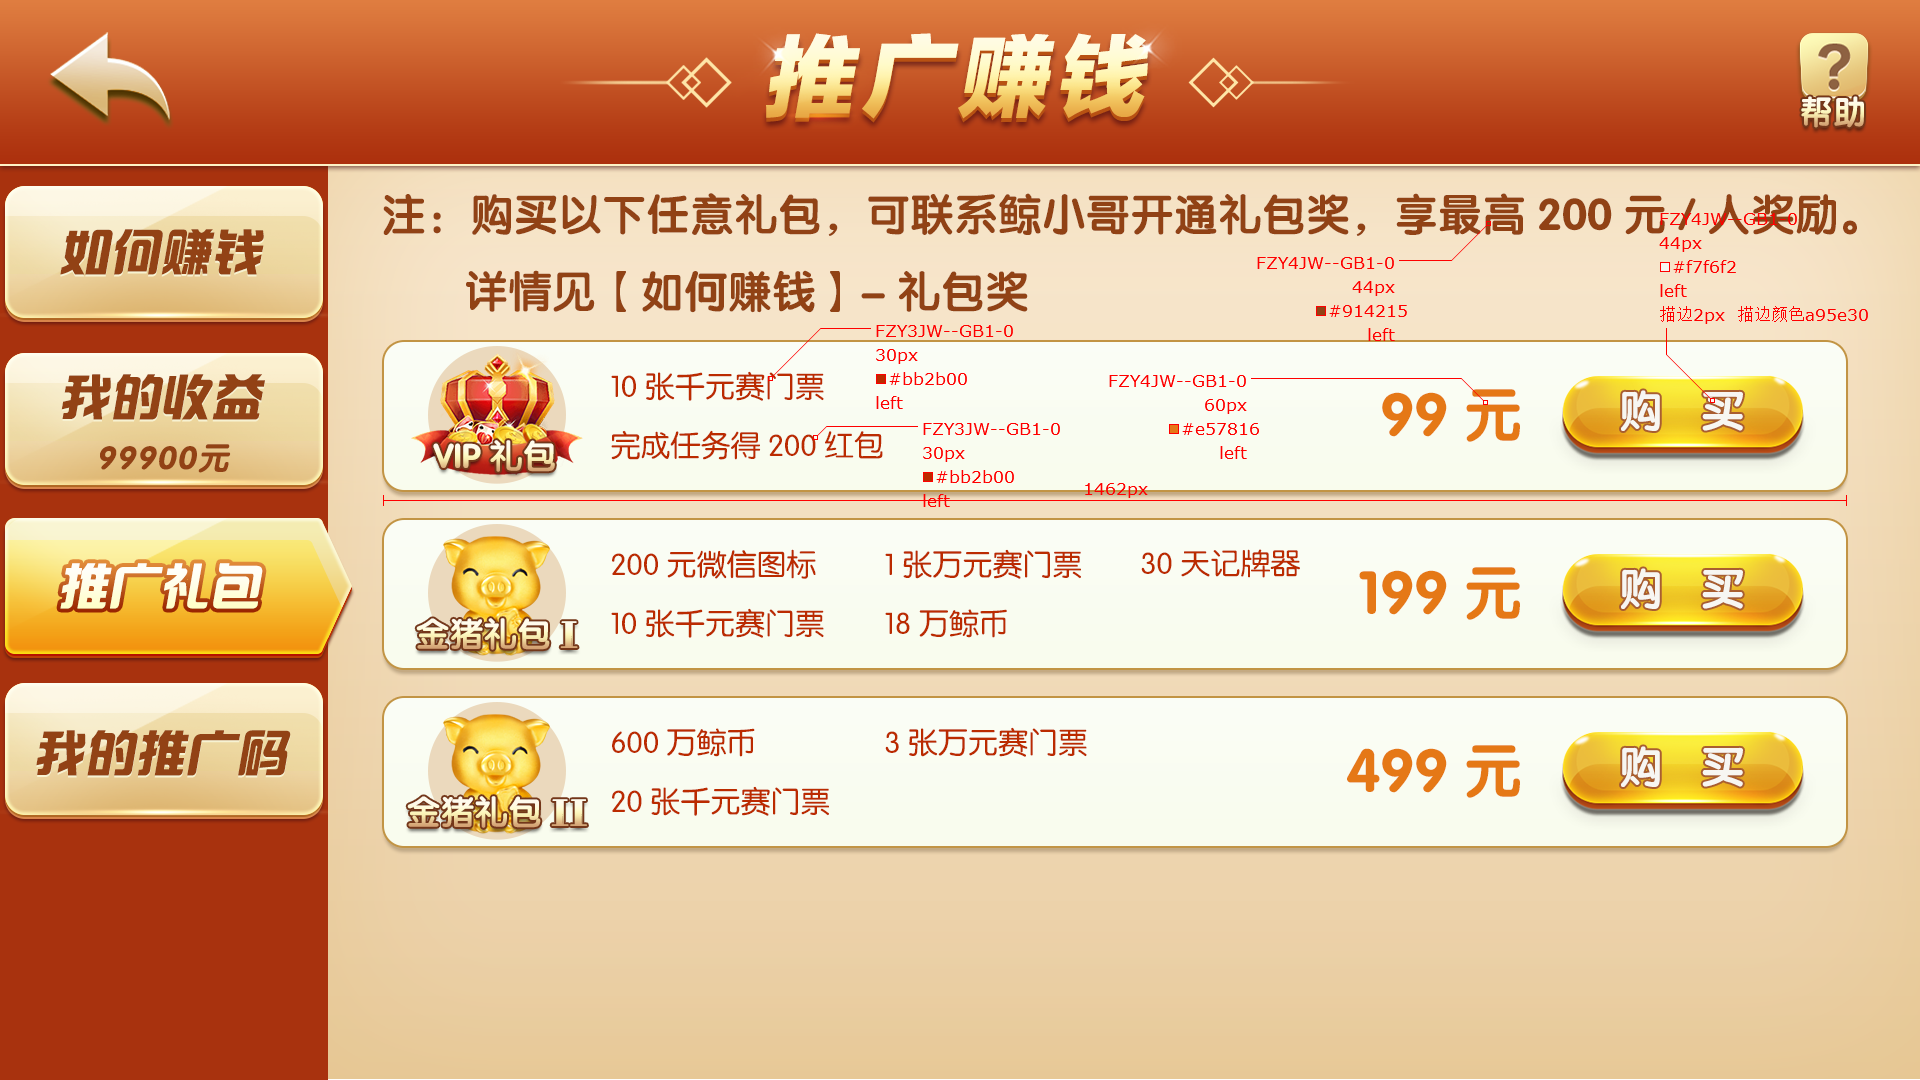 推广赚钱
帮助
如何赚钱
我的收益
99900元
推广礼包
我的推广码
注：购买以下任意礼包，可联系鲸小哥开通礼包奖，享最高 200 元 / 人奖励。
详情见【如何赚钱】– 礼包奖
FZY4JW--GB1-0
44px
#914215
left
FZY4JW--GB1-0
44px
#f7f6f2
left
描边2px 描边颜色a95e30
VIP 礼包
10 张千元赛门票
完成任务得 200 红包
FZY3JW--GB1-0
30px
#bb2b00
left
FZY3JW--GB1-0
30px
#bb2b00
left
FZY4JW--GB1-0
60px
#e57816
left
99 元
购 买
1462px
金猪礼包 I
200 元微信图标 1 张万元赛门票 30 天记牌器
10 张千元赛门票 18 万鲸币
199 元
购 买
金猪礼包 II
600 万鲸币 3 张万元赛门票
20 张千元赛门票
499 元
购 买